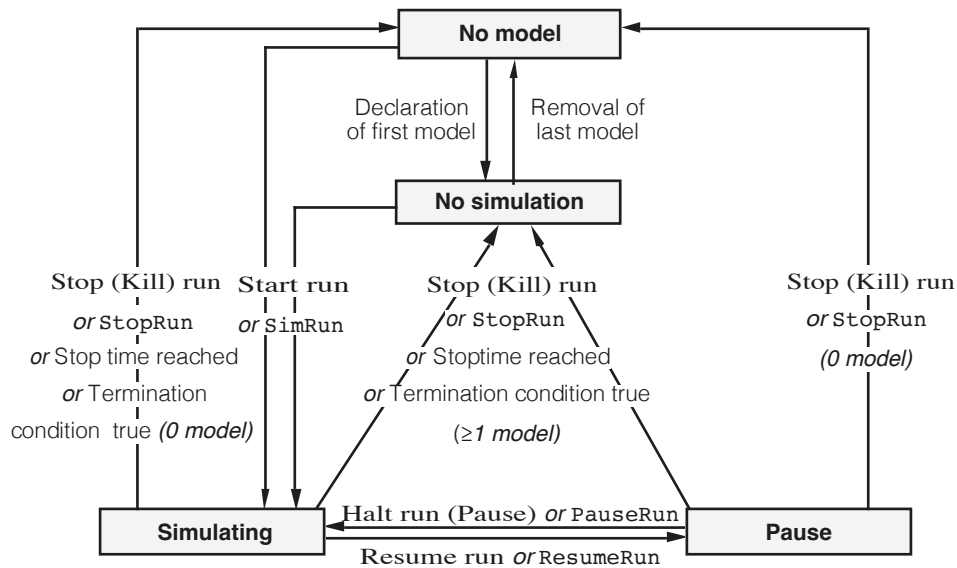 No model
Declaration
of first model
Removal of
last model
No simulation
Stop (Kill) run
or StopRun
or Stop time reached
or Termination
condition true (0 model)
Start run
or SimRun
Stop (Kill) run
or StopRun
or Stoptime reached
or Termination condition true
(≥1 model)
Stop (Kill) run
or StopRun
(0 model)
Simulating
Halt run (Pause) or PauseRun
Resume run or ResumeRun
Pause